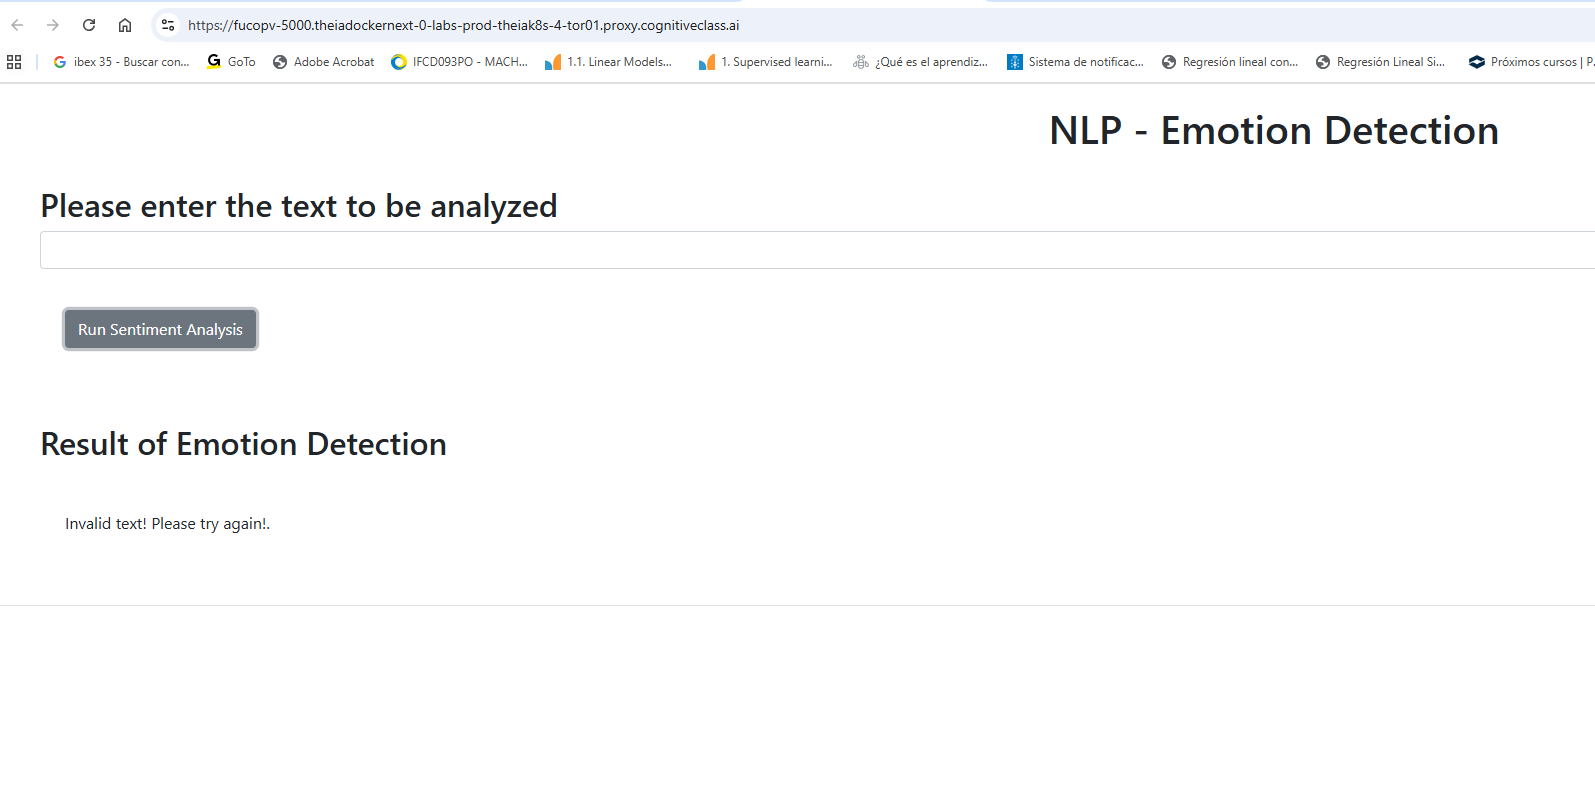 https://fucopv-5000.theiadockernext-0-labs-prod-theiak8s-4-tor01.proxy.cognitiveclass.ai
ibex 35 - Buscar con... GoTo Adobe Acrobat IFCD093PO - MACH... 1.1. Linear Models... 1. Supervised learni... ¿Qué es el aprendiz... Sistema de notificac... Regresión lineal con... Regresión Lineal Si... Próximos cursos | P.
NLP - Emotion Detection
Please enter the text to be analyzed
Run Sentiment Analysis
Result of Emotion Detection
Invalid text! Please try again!.